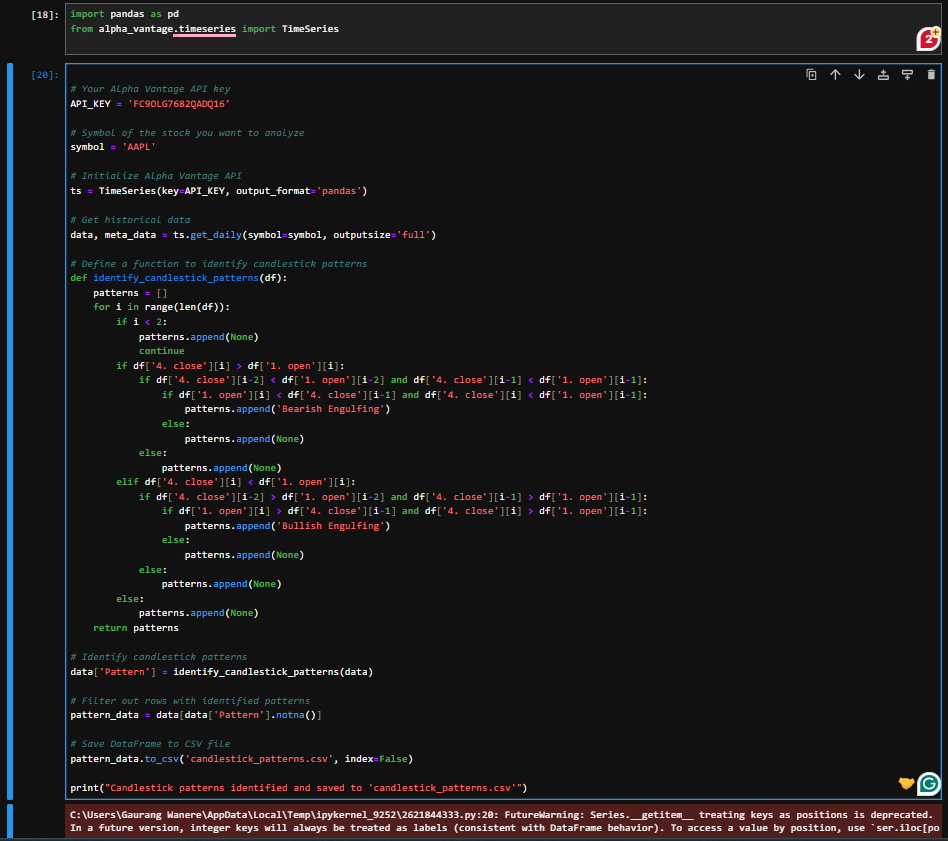 [18]:
import pandas as pd
from alpha_vantage.timeseries import TimeSeries
2+
[20]:
# Your Alpha Vantage API key
API_KEY = 'FC9OLG7682QADQ16'
# Symbol of the stock you want to analyze
symbol = 'AAPL'
# Initialize Alpha Vantage API
ts = TimeSeries(key=API_KEY, output_format='pandas')
# Get historical data
data, meta_data = ts.get_daily(symbol=symbol, outputsize='full')
# Define a function to identify candlestick patterns
def identify_candlestick_patterns(df):
    patterns = []
    for i in range(len(df)):
        if i < 2:
            patterns.append(None)
            continue
        if df['4. close'][i] > df['1. open'][i]:
            if df['4. close'][i-2] < df['1. open'][i-2] and df['4. close'][i-1] < df['1. open'][i-1]:
                if df['1. open'][i] < df['4. close'][i-1] and df['4. close'][i] < df['1. open'][i-1]:
                    patterns.append('Bearish Engulfing')
                else:
                    patterns.append(None)
            else:
                patterns.append(None)
        elif df['4. close'][i] < df['1. open'][i]:
            if df['4. close'][i-2] > df['1. open'][i-2] and df['4. close'][i-1] > df['1. open'][i-1]:
                if df['1. open'][i] > df['4. close'][i-1] and df['4. close'][i] > df['1. open'][i-1]:
                    patterns.append('Bullish Engulfing')
                else:
                    patterns.append(None)
            else:
                patterns.append(None)
        else:
            patterns.append(None)
    return patterns
# Identify candlestick patterns
data['Pattern'] = identify_candlestick_patterns(data)
# Filter out rows with identified patterns
pattern_data = data[data['Pattern'].notna()]
# Save DataFrame to CSV file
pattern_data.to_csv('candlestick_patterns.csv', index=False)
print("Candlestick patterns identified and saved to 'candlestick_patterns.csv'")
C:\Users\Gaurang Wanere\AppData\Local\Temp\ipykernel_9252\2621844333.py:20: FutureWarning: Series.__getitem__ treating keys as positions is deprecated.
In a future version, integer keys will always be treated as labels (consistent with DataFrame behavior). To access a value by position, use `ser.iloc[po